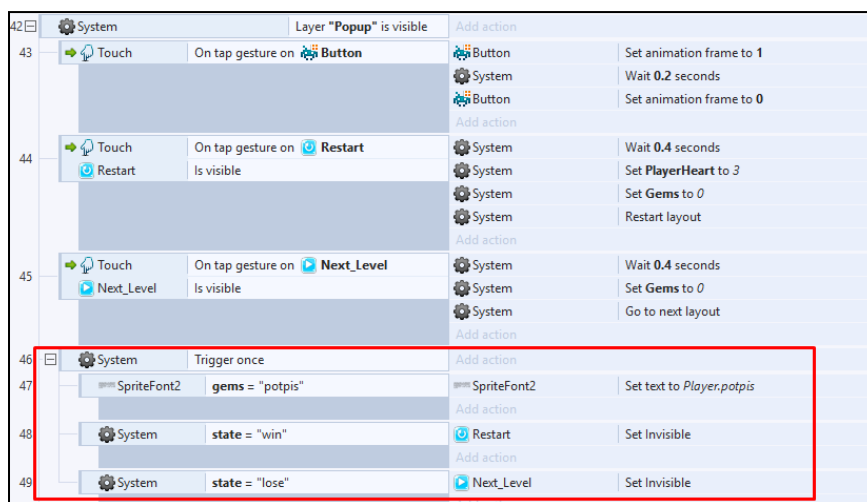 42 System Layer "Popup" is visible Add action
43 Touch On tap gesture on Button Button Set animation frame to 1
System Wait 0.2 seconds
Button Set animation frame to 0
Add action
Touch On tap gesture on Restart System Wait 0.4 seconds
44 Restart Is visible System Set PlayerHeart to 3
System Set Gems to 0
System Restart layout
Add action
Touch On tap gesture on Next_Level System Wait 0.4 seconds
45 Next_Level Is visible System Set Gems to 0
System Go to next layout
Add action
46 System Trigger once Add action
47 SpriteFont2 gems = "potpis" SpriteFont2 Set text to Player.potpis
Add action
48 System state = "win" Restart Set Invisible
Add action
49 System state = "lose" Next_Level Set Invisible